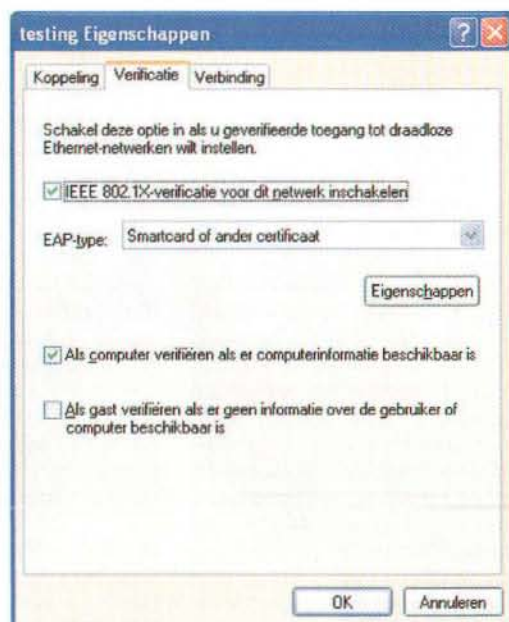 testing Eigenschappen
Koppeling Verificatie Verbinding
Schakel deze optie in als u geverifieerde toegang tot draadloze
Ethernet-netwerken wilt instellen.
IEEE 802.1X-verificatie voor dit netwerk inschakelen
EAP-type: Smartcard of ander certificaat
Eigenschappen
Als computer verifiëren als er computerinformatie beschikbaar is
Als gast verifiëren als er geen informatie over de gebruiker of
computer beschikbaar is
OK Annuleren